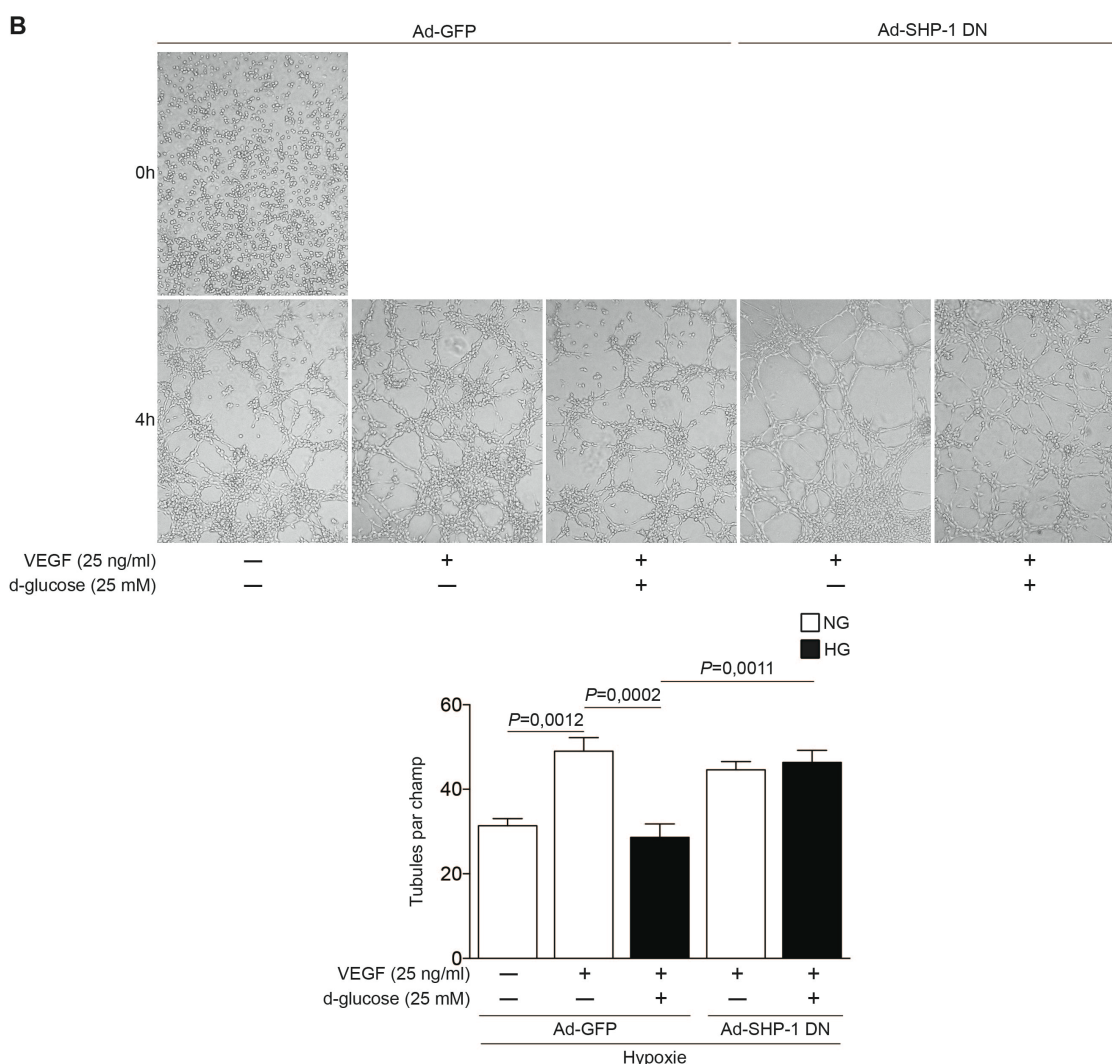 B
Ad-GFP Ad-SHP-1 DN
0h
4h
VEGF (25 ng/ml) — + + + +
d-glucose (25 mM) — — + — +
NG
HG
P=0,0011
P=0,0002
P=0,0012
60
40
20
0
Tubules par champ
VEGF (25 ng/ml) — + + + +
d-glucose (25 mM) — — + — +
Ad-GFP Ad-SHP-1 DN
Hypoxie